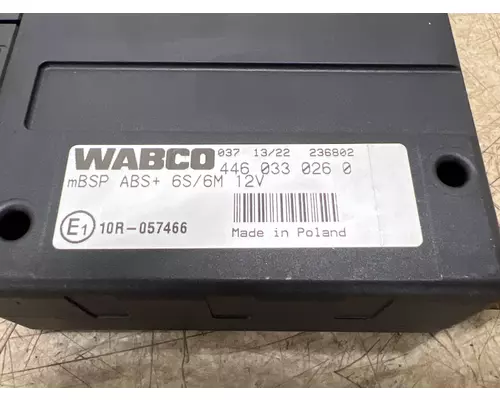 WABCO 037 13/22 236802
446 033 026 0
mBSP ABS+ 6S/6M 12V
E1 10R-057466
Made in Poland